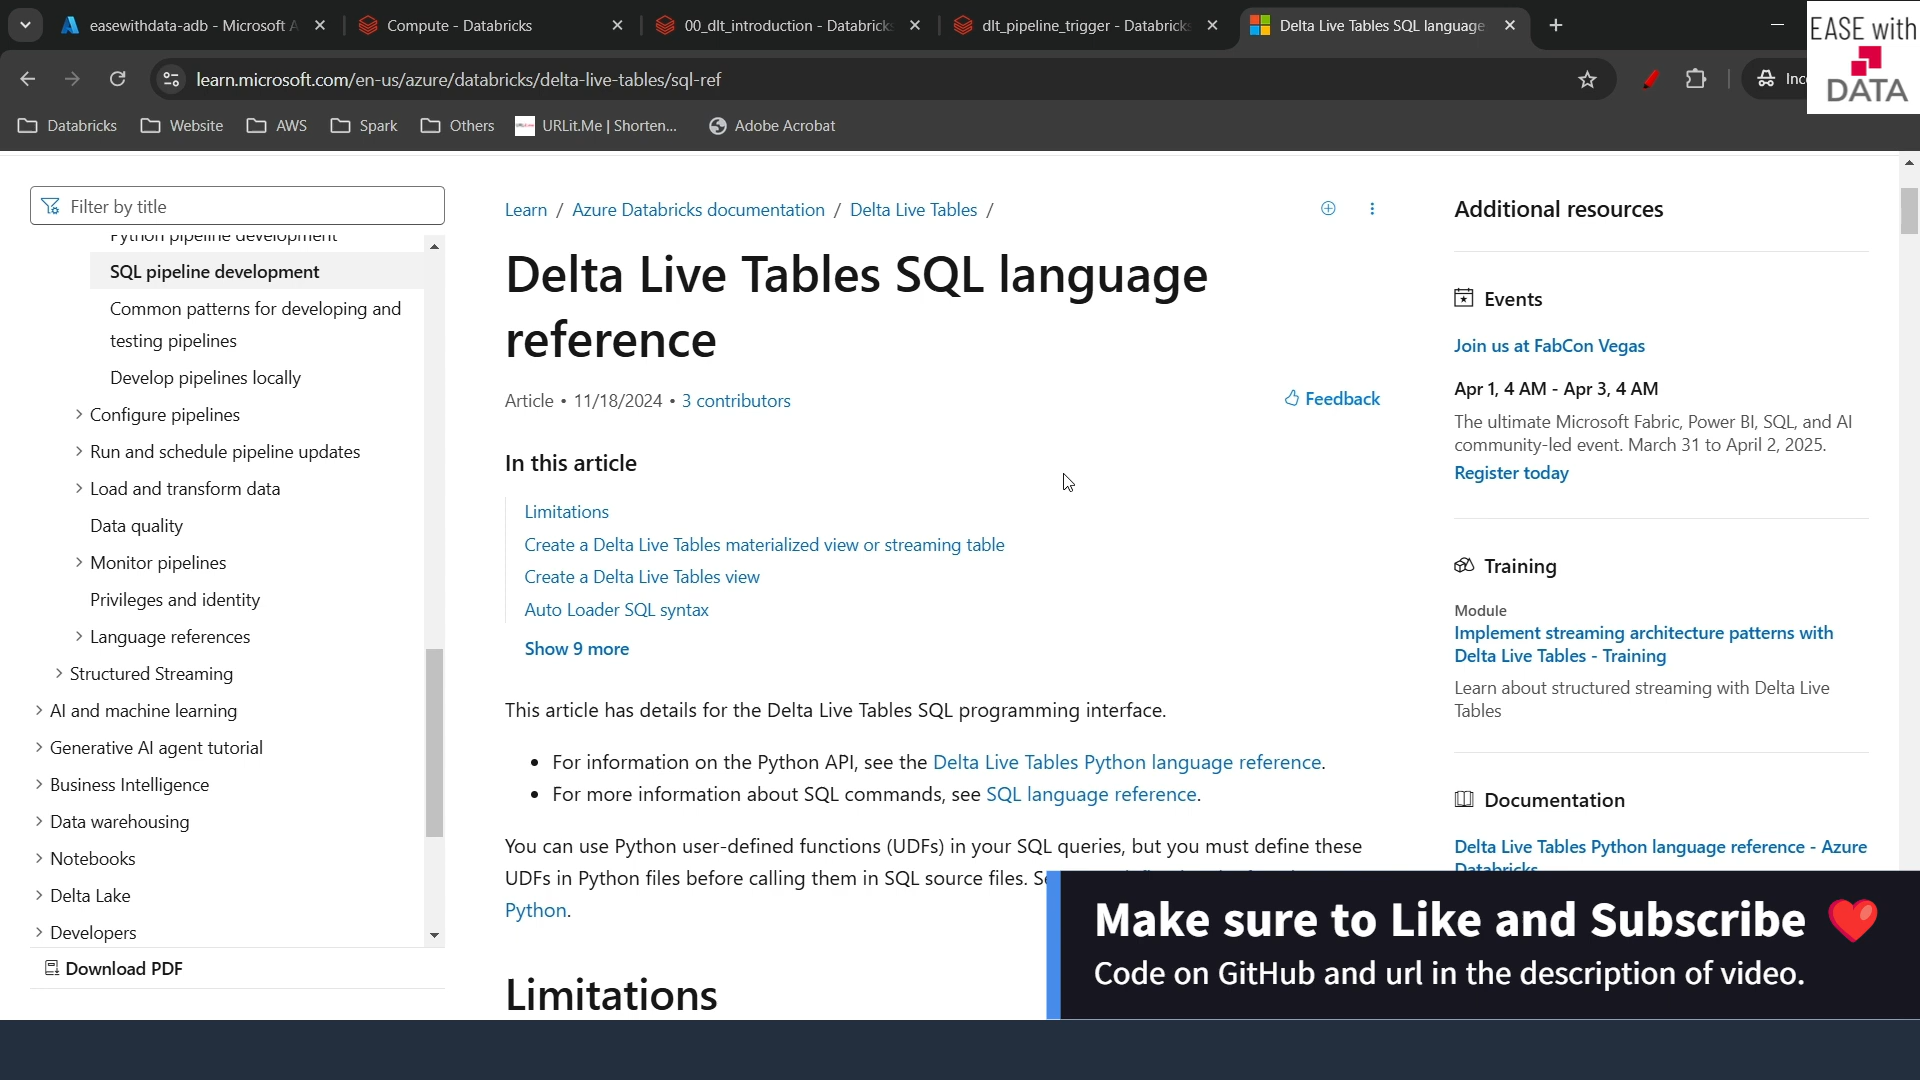 easewithdata-adb - Microsoft A
Compute - Databricks
00_dlt_introduction - Databricks
dlt_pipeline_trigger - Databricks
Delta Live Tables SQL language
EASE with
DATA
learn.microsoft.com/en-us/azure/databricks/delta-live-tables/sql-ref
Databricks
Website
AWS
Spark
Others
URLit.Me | Shorten...
Adobe Acrobat
Filter by title
Python pipeline development
SQL pipeline development
Common patterns for developing and
testing pipelines
Develop pipelines locally
Configure pipelines
Run and schedule pipeline updates
Load and transform data
Data quality
Monitor pipelines
Privileges and identity
Language references
Structured Streaming
AI and machine learning
Generative AI agent tutorial
Business Intelligence
Data warehousing
Notebooks
Delta Lake
Developers
Download PDF
Learn / Azure Databricks documentation / Delta Live Tables /
Delta Live Tables SQL language
reference
Article • 11/18/2024 • 3 contributors
Feedback
In this article
Limitations
Create a Delta Live Tables materialized view or streaming table
Create a Delta Live Tables view
Auto Loader SQL syntax
Show 9 more
This article has details for the Delta Live Tables SQL programming interface.
• For information on the Python API, see the Delta Live Tables Python language reference.
• For more information about SQL commands, see SQL language reference.
You can use Python user-defined functions (UDFs) in your SQL queries, but you must define these
UDFs in Python files before calling them in SQL source files.
Python.
Limitations
Additional resources
Events
Join us at FabCon Vegas
Apr 1, 4 AM - Apr 3, 4 AM
The ultimate Microsoft Fabric, Power BI, SQL, and AI
community-led event. March 31 to April 2, 2025.
Register today
Training
Module
Implement streaming architecture patterns with
Delta Live Tables - Training
Learn about structured streaming with Delta Live
Tables
Documentation
Delta Live Tables Python language reference - Azure
Databricks
Make sure to Like and Subscribe ❤️
Code on GitHub and url in the description of video.